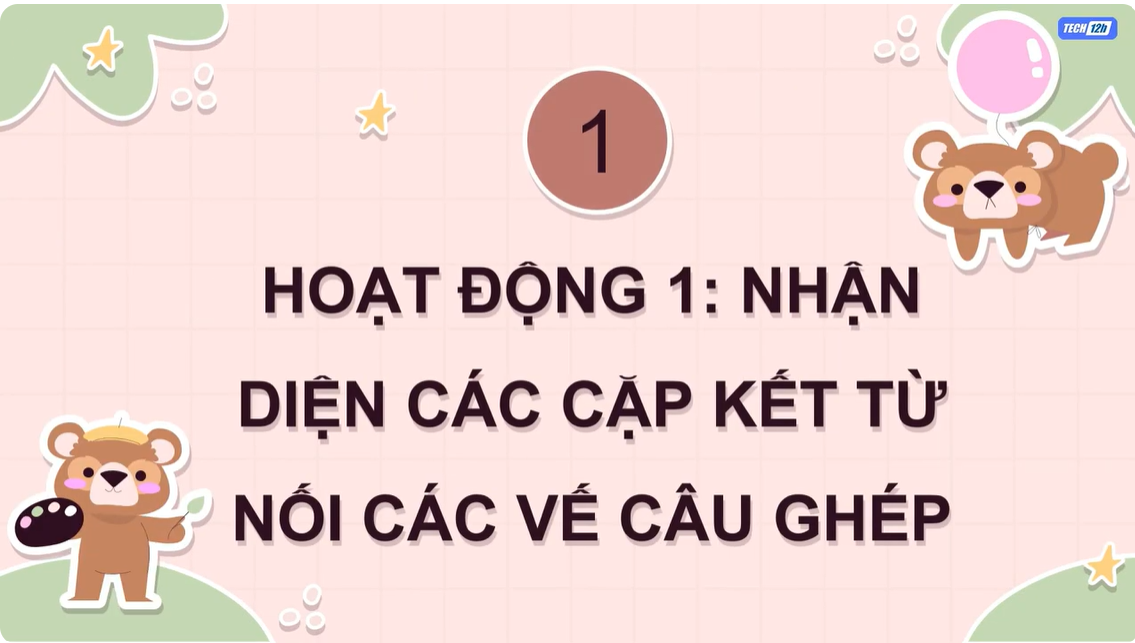 TECH 12h
1
HOẠT ĐỘNG 1: NHẬN
DIỆN CÁC CẶP KẾT TỪ
NỐI CÁC VẾ CÂU GHÉP